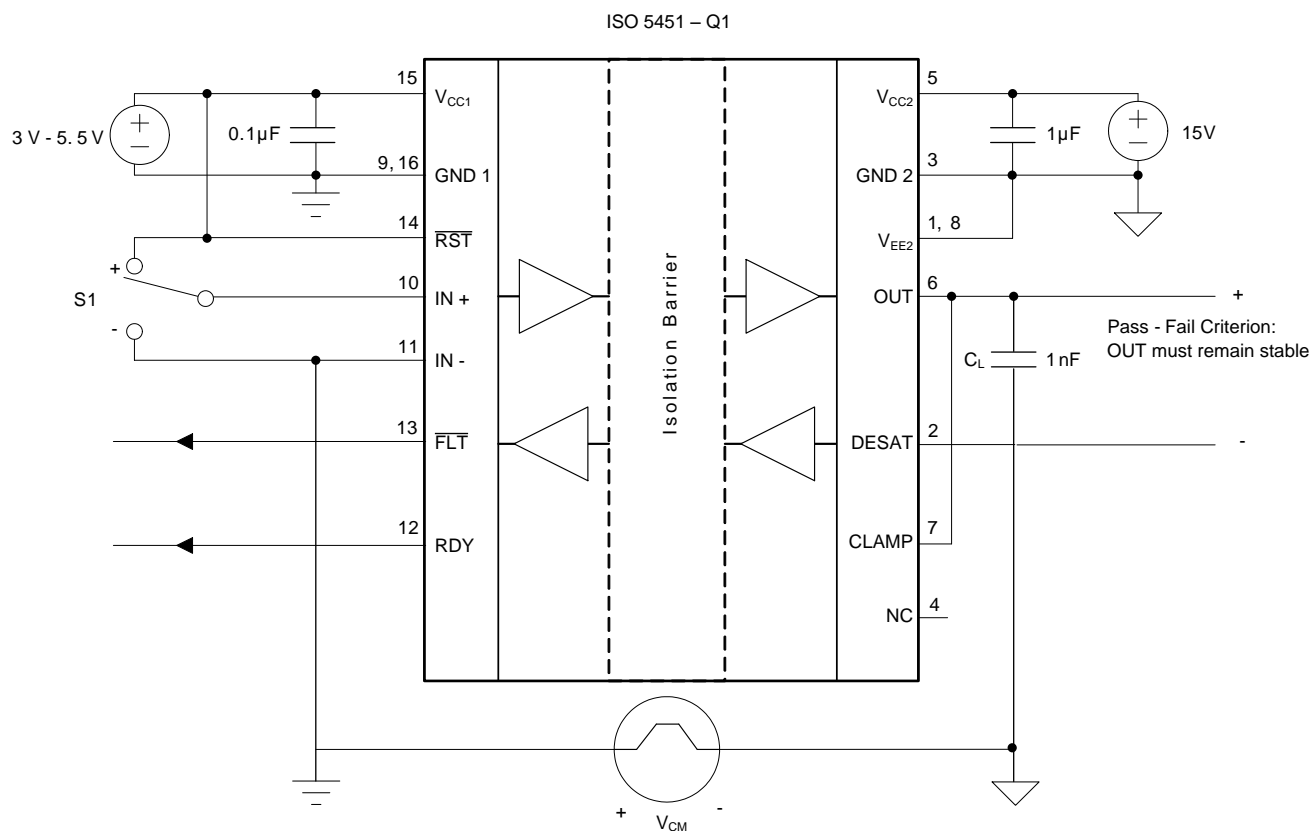 ISO 5451 – Q1
15
VCC1
5
VCC2
3 V - 5. 5 V
+
–
0.1µF
1µF
+
–
15V
9, 16
GND 1
3
GND 2
14
RST
1, 8
VEE2
+
S1
-
10
IN +
6
OUT
+
Pass - Fail Criterion:
OUT must remain stable
11
IN -
CL
1 nF
Isolation Barrier
13
FLT
2
DESAT
-
12
RDY
7
CLAMP
4
NC
+
-
VCM